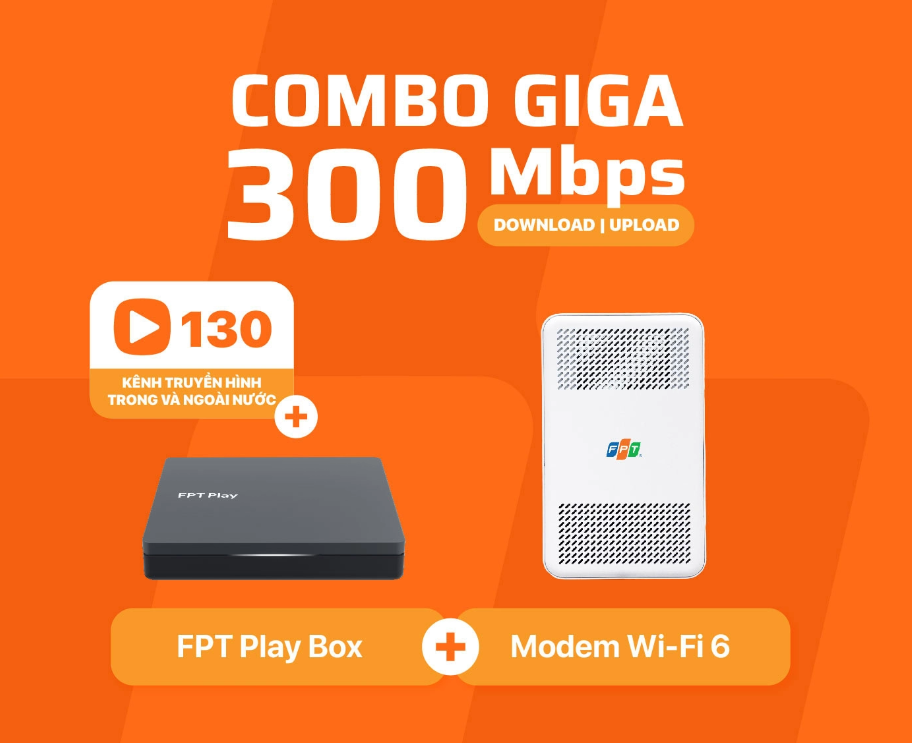 COMBO GIGA
300 Mbps
DOWNLOAD | UPLOAD
130
KÊNH TRUYỀN HÌNH
TRONG VÀ NGOÀI NƯỚC
+
FPT Play
FPT
FPT Play Box + Modem Wi-Fi 6